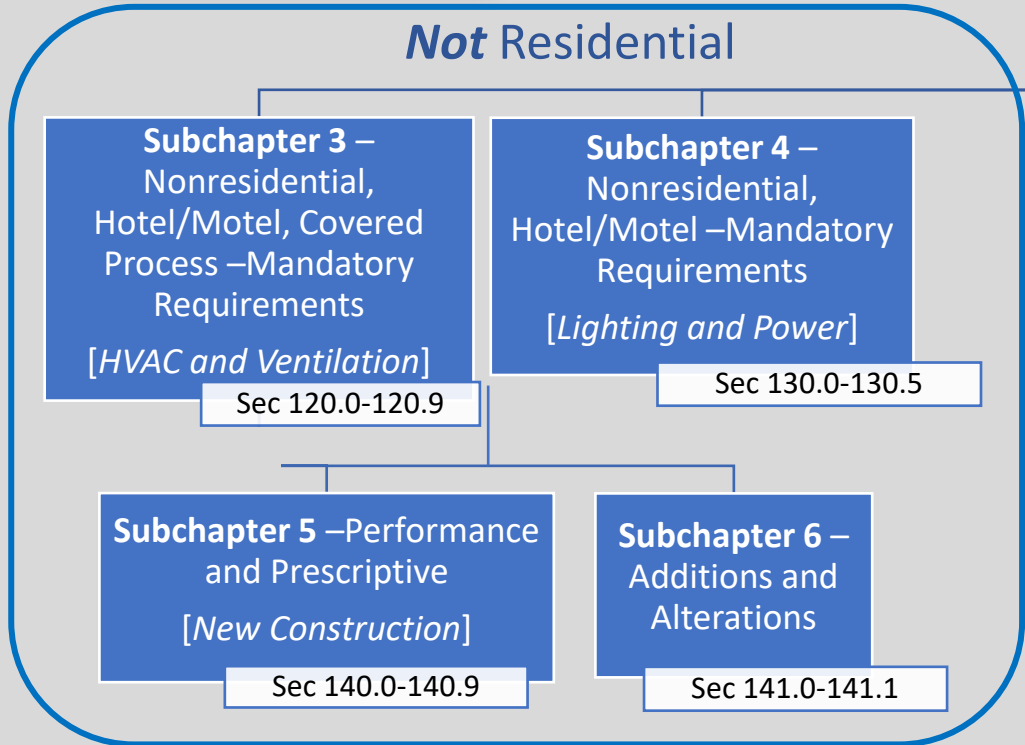 Not Residential
Subchapter 3 –
Nonresidential,
Hotel/Motel, Covered
Process –Mandatory
Requirements
[HVAC and Ventilation]
Sec 120.0-120.9
Subchapter 4 –
Nonresidential,
Hotel/Motel –Mandatory
Requirements
[Lighting and Power]
Sec 130.0-130.5
Subchapter 5 –Performance
and Prescriptive
[New Construction]
Sec 140.0-140.9
Subchapter 6 –
Additions and
Alterations
Sec 141.0-141.1